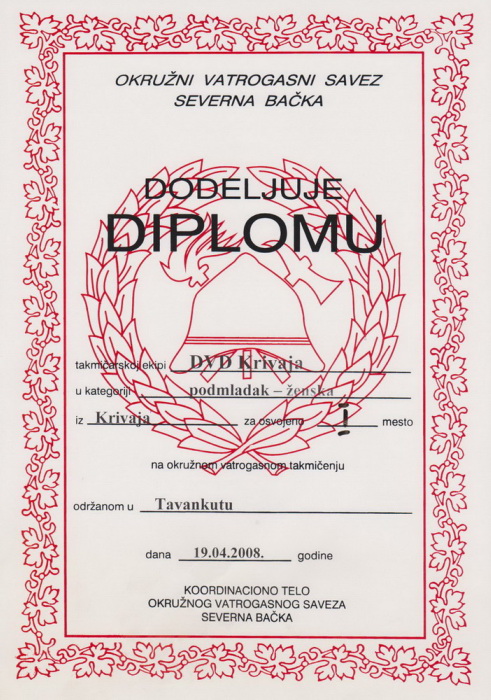 OKRUŽNI VATROGASNI SAVEZ
SEVERNA BAČKA
DODELJUJE
DIPLOMU
takmičarskoj ekipi DVD Krivaja
u kategoriji podmladak – ženska
iz Krivaja za osvojeno I mesto
na okružnom vatrogasnom takmičenju
održanom u Tavankutu
dana 19.04.2008. godine
KOORDINACIONO TELO
OKRUŽNOG VATROGASNOG SAVEZA
SEVERNA BAČKA